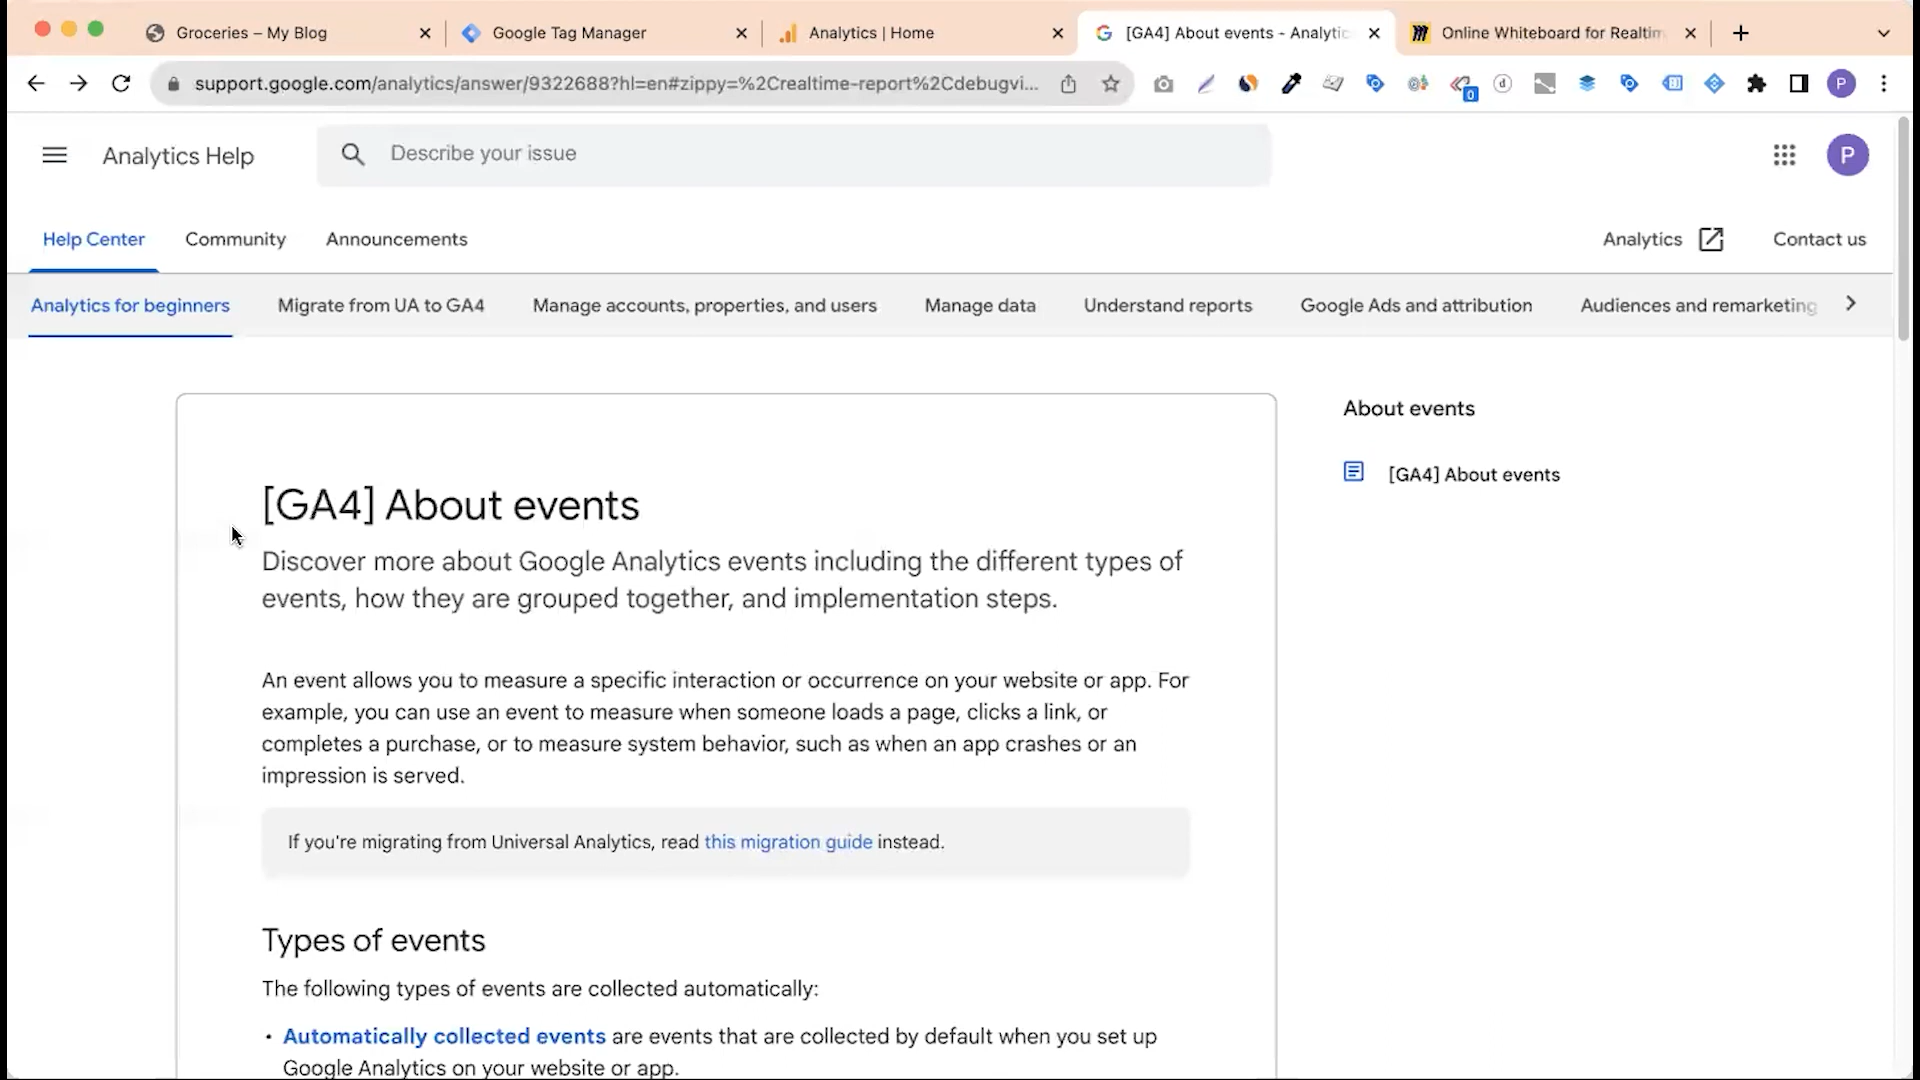 Groceries – My Blog
Google Tag Manager
Analytics | Home
[GA4] About events - Analytic
Online Whiteboard for Realtim
support.google.com/analytics/answer/9322688?hl=en#zippy=%2Crealtime-report%2Cdebugvi...
0
P
Analytics Help
Describe your issue
P
Help Center
Community
Announcements
Analytics
Contact us
Analytics for beginners
Migrate from UA to GA4
Manage accounts, properties, and users
Manage data
Understand reports
Google Ads and attribution
Audiences and remarketing
[GA4] About events
Discover more about Google Analytics events including the different types of
events, how they are grouped together, and implementation steps.
An event allows you to measure a specific interaction or occurrence on your website or app. For
example, you can use an event to measure when someone loads a page, clicks a link, or
completes a purchase, or to measure system behavior, such as when an app crashes or an
impression is served.
If you're migrating from Universal Analytics, read this migration guide instead.
Types of events
The following types of events are collected automatically:
• Automatically collected events are events that are collected by default when you set up
Google Analytics on your website or app.
About events
[GA4] About events